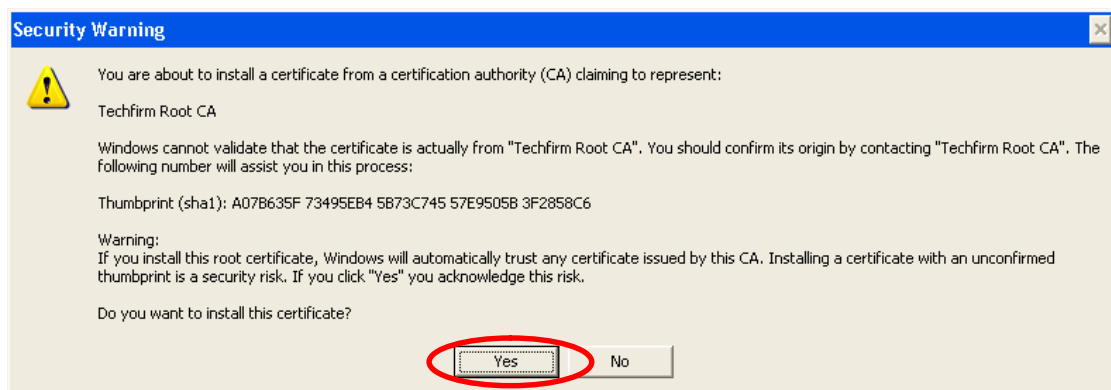 Security Warning
You are about to install a certificate from a certification authority (CA) claiming to represent:
Techfirm Root CA
Windows cannot validate that the certificate is actually from "Techfirm Root CA". You should confirm its origin by contacting "Techfirm Root CA". The
following number will assist you in this process:
Thumbprint (sha1): A07B635F 73495EB4 5B73C745 57E9505B 3F2858C6
Warning:
If you install this root certificate, Windows will automatically trust any certificate issued by this CA. Installing a certificate with an unconfirmed
thumbprint is a security risk. If you click "Yes" you acknowledge this risk.
Do you want to install this certificate?
Yes No